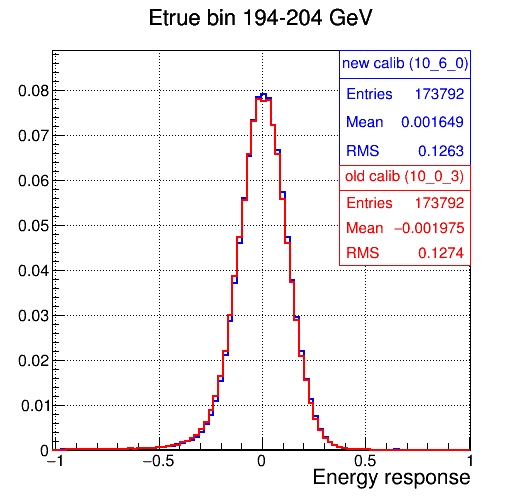 Etrue bin 194-204 GeV
new calib (10_6_0)
Entries 173792
Mean 0.001649
RMS 0.1263
old calib (10_0_3)
Entries 173792
Mean −0.001975
RMS 0.1274
0.08
0.07
0.06
0.05
0.04
0.03
0.02
0.01
0
−1 −0.5 0 0.5 1
Energy response